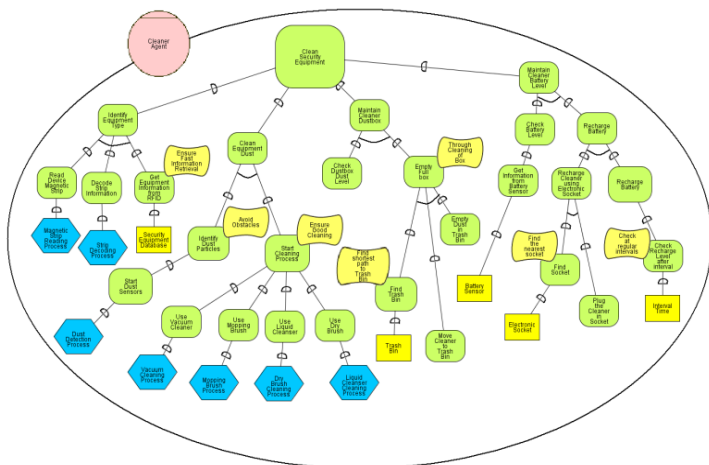 Cleaner
Agent
Clean
Security
Equipment
Maintain
Cleaner
Battery
Level
Identify
Equipment
Type
Clean
Equipment
Dust
Maintain
Cleaner
Dustbox
Check
Battery
Level
Recharge
Battery
Ensure
Fast
Information
Retrieval
Through
Cleaning
of
Box
Read
Device
Magnetic
Strip
Decode
Strip
Information
Get
Equipment
Information
from
RFID
Check
Dustbox
Dust
Level
Empty
Full
box
Get
Information
from
Battery
Sensor
Recharge
Cleaner
using
Electronic
Socket
Recharge
Battery
Magnetic
Strip
Reading
Process
Strip
Decoding
Process
Security
Equipment
Database
Identify
Dust
Particles
Avoid
Obstacles
Ensure
Good
Cleaning
Start
Cleaning
Process
Empty
Dust in
Trash
Bin
Find
shortest
path to
Trash
Bin
Find
the nearest
socket
Check
at
regular
intervals
Check
Recharge
Level
after
interval
Start
Dust
Sensors
Find
Trash
Bin
Find
Socket
Battery
Sensor
Plug
the
Cleaner
in
Socket
Interval
Time
Dust
Detection
Process
Use
Vacuum
Cleaner
Use
Mopping
Brush
Use
Liquid
Cleanser
Use
Dry
Brush
Electronic
Socket
Trash
Bin
Move
Cleaner
to
Trash
Bin
Vacuum
Cleaning
Process
Mopping
Brush
Process
Dry
Brush
Cleaning
Process
Liquid
Cleanser
Cleaning
Process